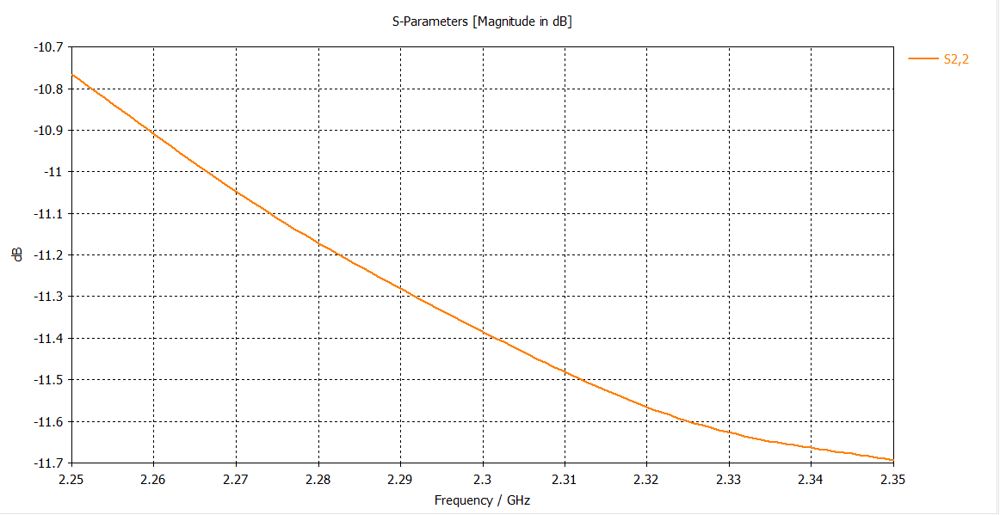 S-Parameters [Magnitude in dB]
S2,2
-10.7
-10.8
-10.9
-11
-11.1
-11.2
-11.3
-11.4
-11.5
-11.6
-11.7
dB
2.25 2.26 2.27 2.28 2.29 2.3 2.31 2.32 2.33 2.34 2.35
Frequency / GHz